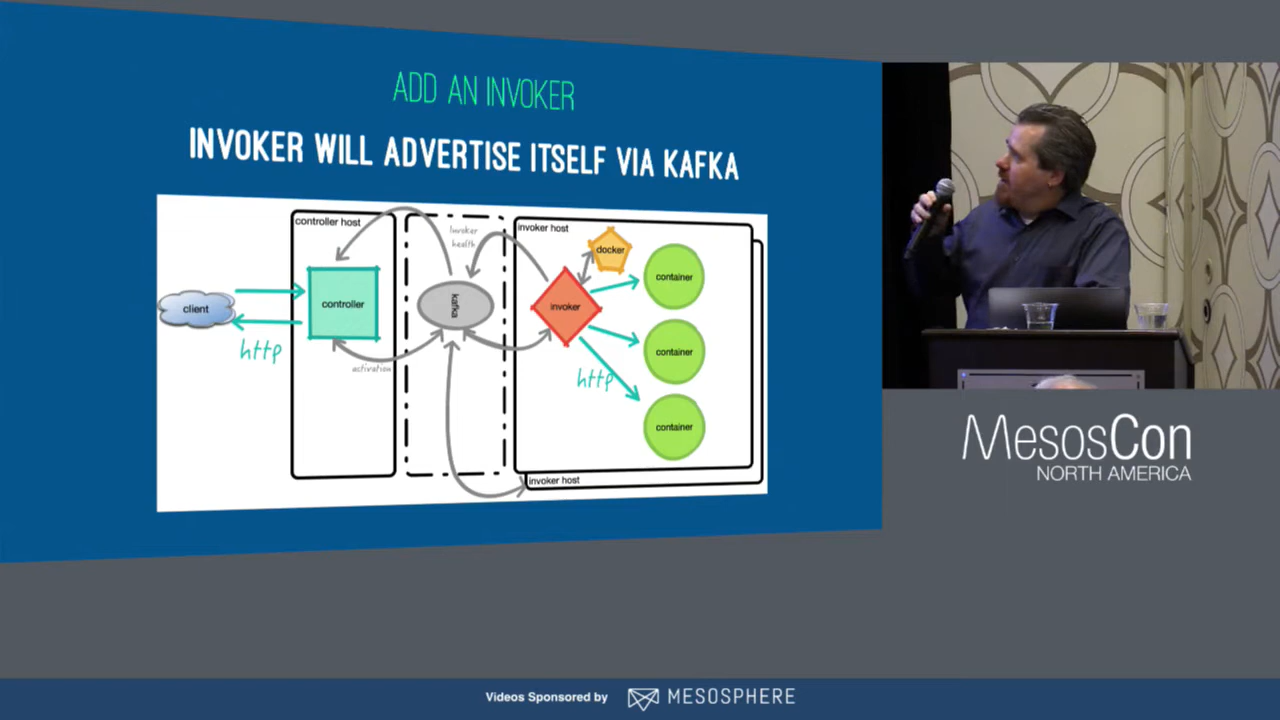 ADD AN INVOKER
INVOKER WILL ADVERTISE ITSELF VIA KAFKA
controller host
Invoker
health
invoker host
docker
container
client
controller
kafka
invoker
http
activation
container
http
container
invoker host
MesosCon
NORTH AMERICA
Videos Sponsored by MESOSPHERE